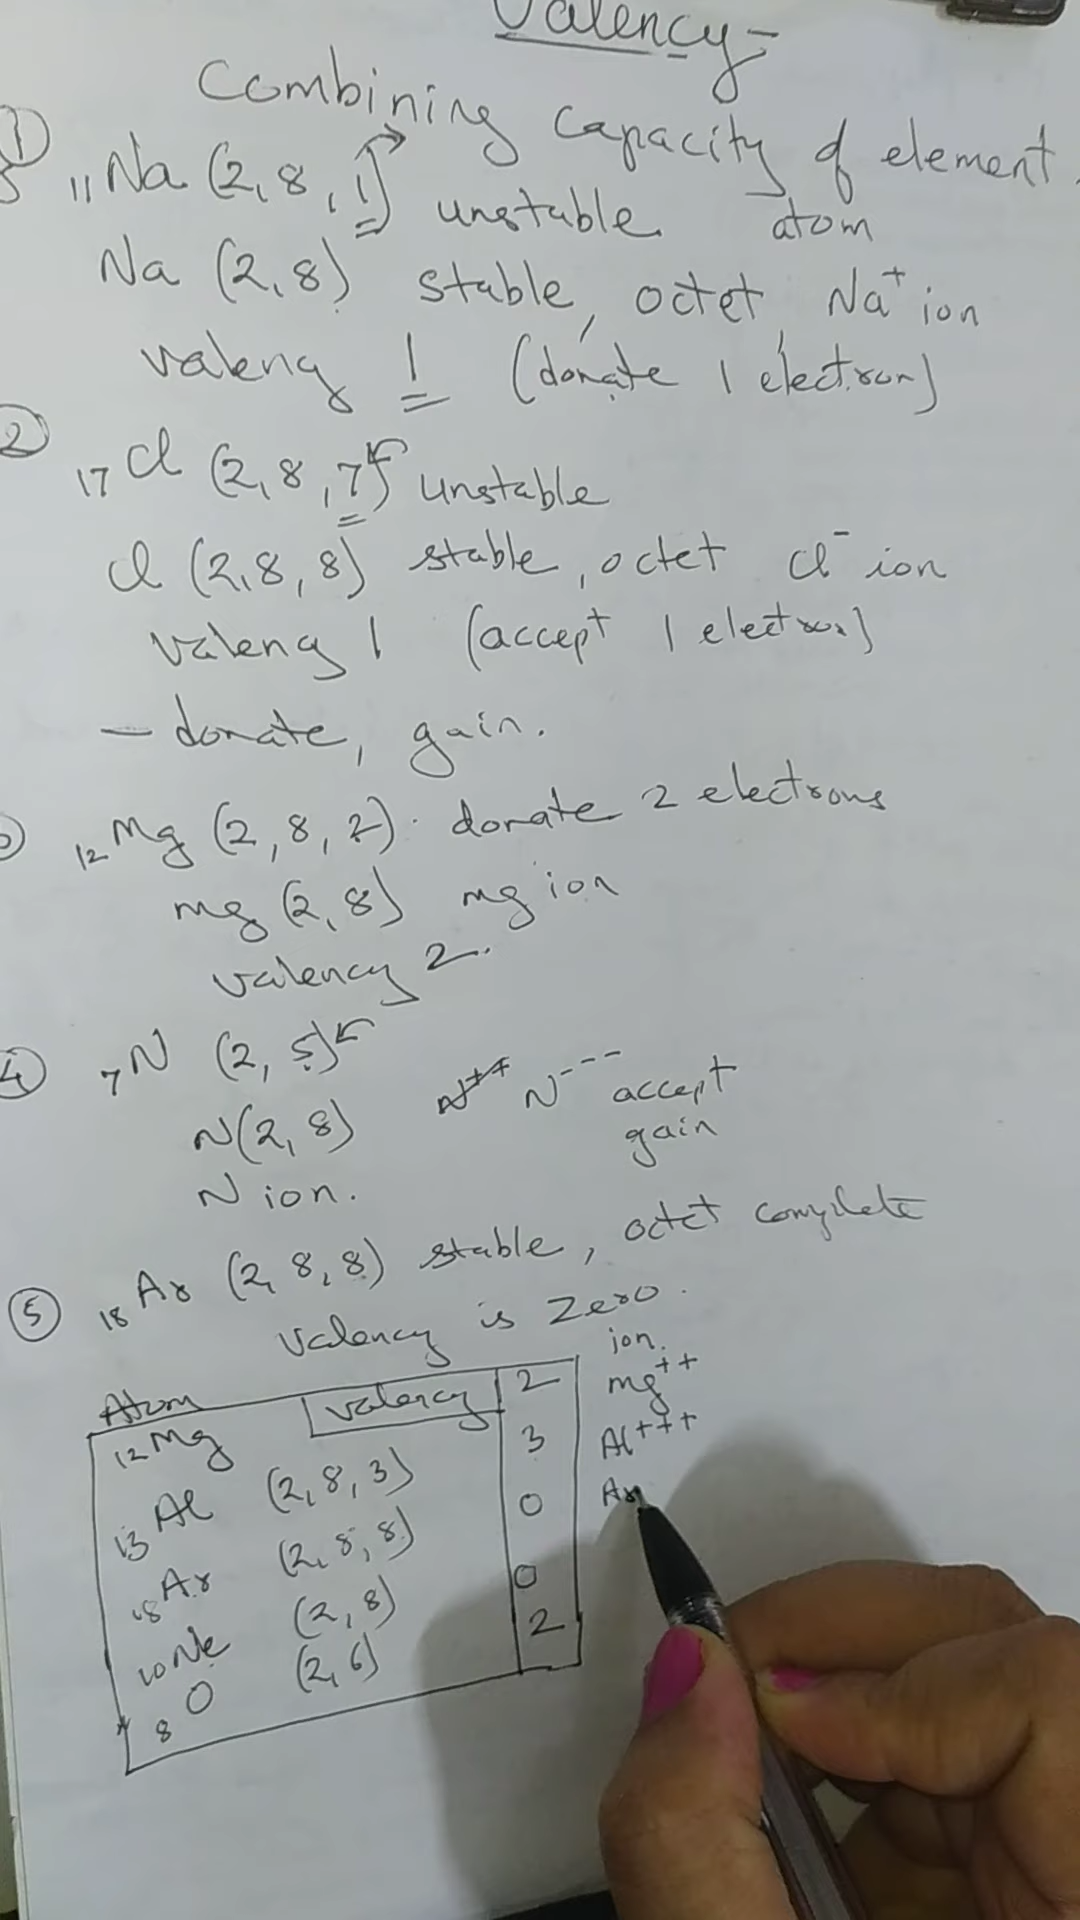 Valency -
Combining capacity of element.
① 11Na (2, 8, 1) unstable atom
Na (2, 8) stable, octet, Na+ ion
valency 1 (donate 1 electron)
② 17Cl (2, 8, 7) unstable
Cl (2, 8, 8) stable, octet Cl- ion
valency 1 (accept 1 electron)
- donate, gain.
12Mg (2, 8, 2). donate 2 electrons
mg (2, 8) mg ion
valency 2.
④ 7N (2, 5)
N(2, 8) N++ N--- accept
gain
N ion.
⑤ 18Ar (2, 8, 8) stable, octet complete
valency is zero.
ion.
Atom valency 2 mg++
12Mg
13Al (2, 8, 3) 3 Al+++
18Ar (2, 8, 8) 0 Ar
10Ne (2, 8) 0
8O (2, 6) 2